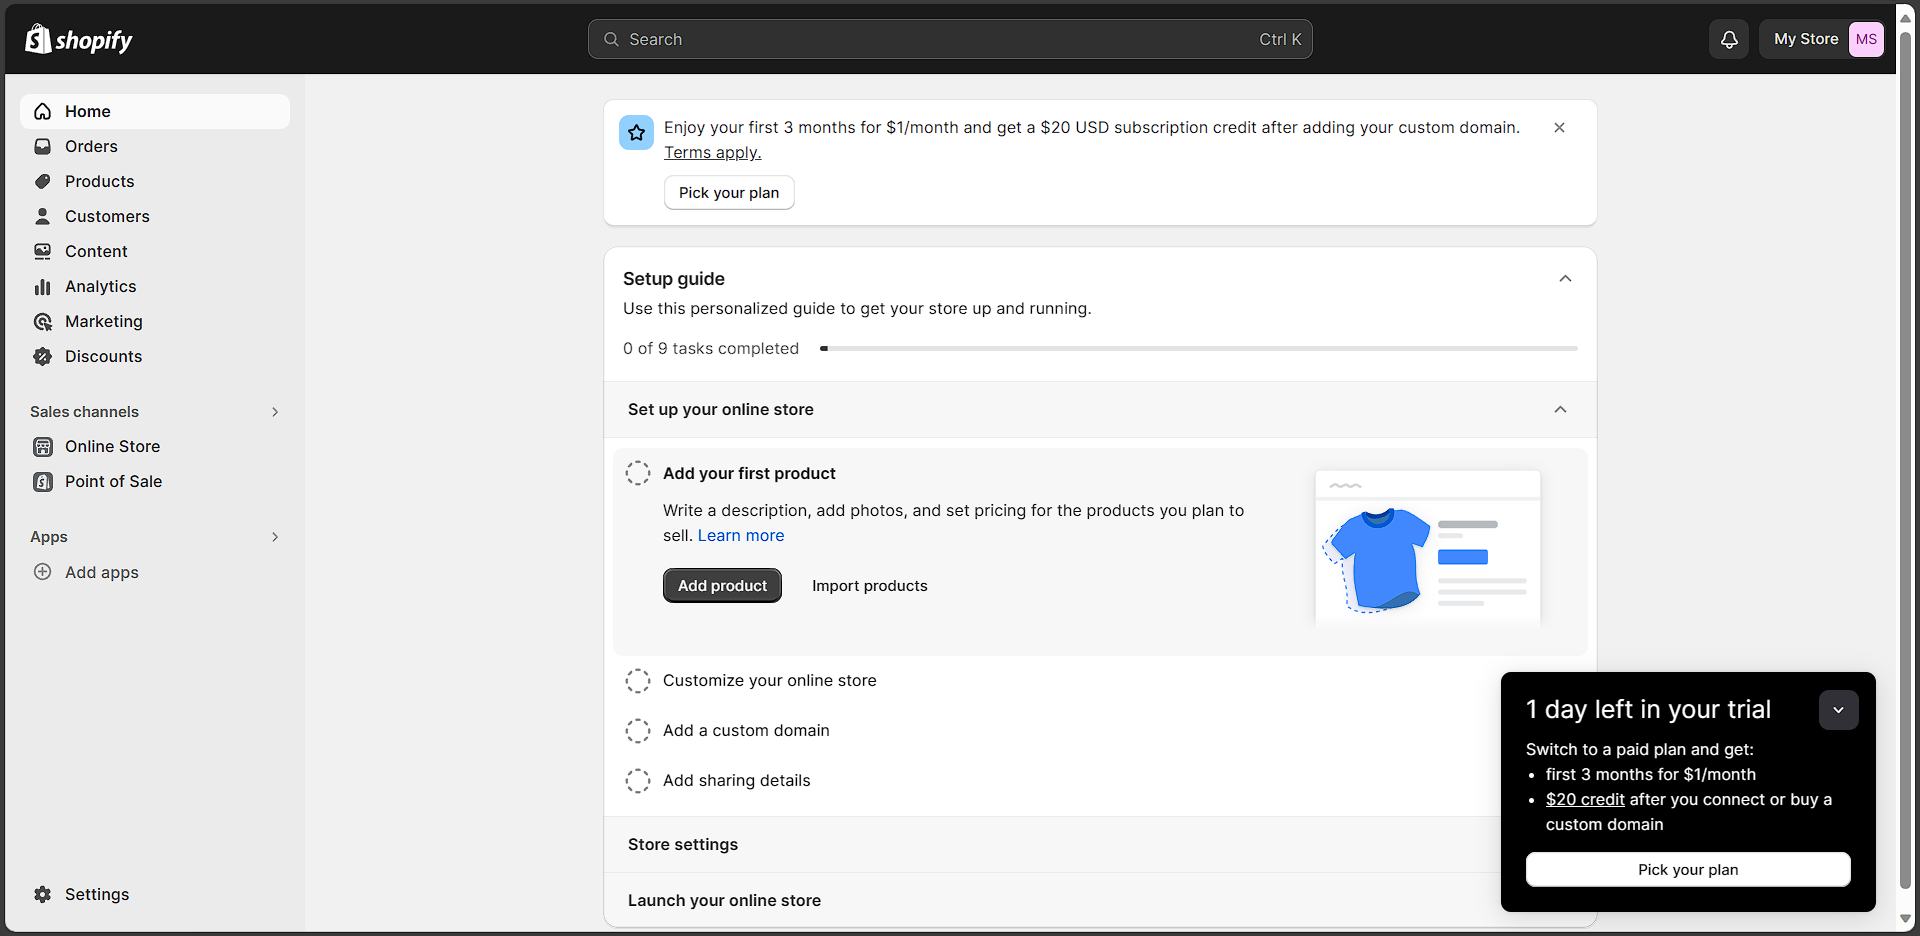 shopify
Search
Ctrl K
My Store
MS
Home
Orders
Products
Customers
Content
Analytics
Marketing
Discounts
Sales channels
Online Store
Point of Sale
Apps
Add apps
Settings
Enjoy your first 3 months for $1/month and get a $20 USD subscription credit after adding your custom domain.
Terms apply.
Pick your plan
Setup guide
Use this personalized guide to get your store up and running.
0 of 9 tasks completed
Set up your online store
Add your first product
Write a description, add photos, and set pricing for the products you plan to
sell. Learn more
Add product
Import products
Customize your online store
Add a custom domain
Add sharing details
Store settings
Launch your online store
1 day left in your trial
Switch to a paid plan and get:
• first 3 months for $1/month
• $20 credit after you connect or buy a
custom domain
Pick your plan